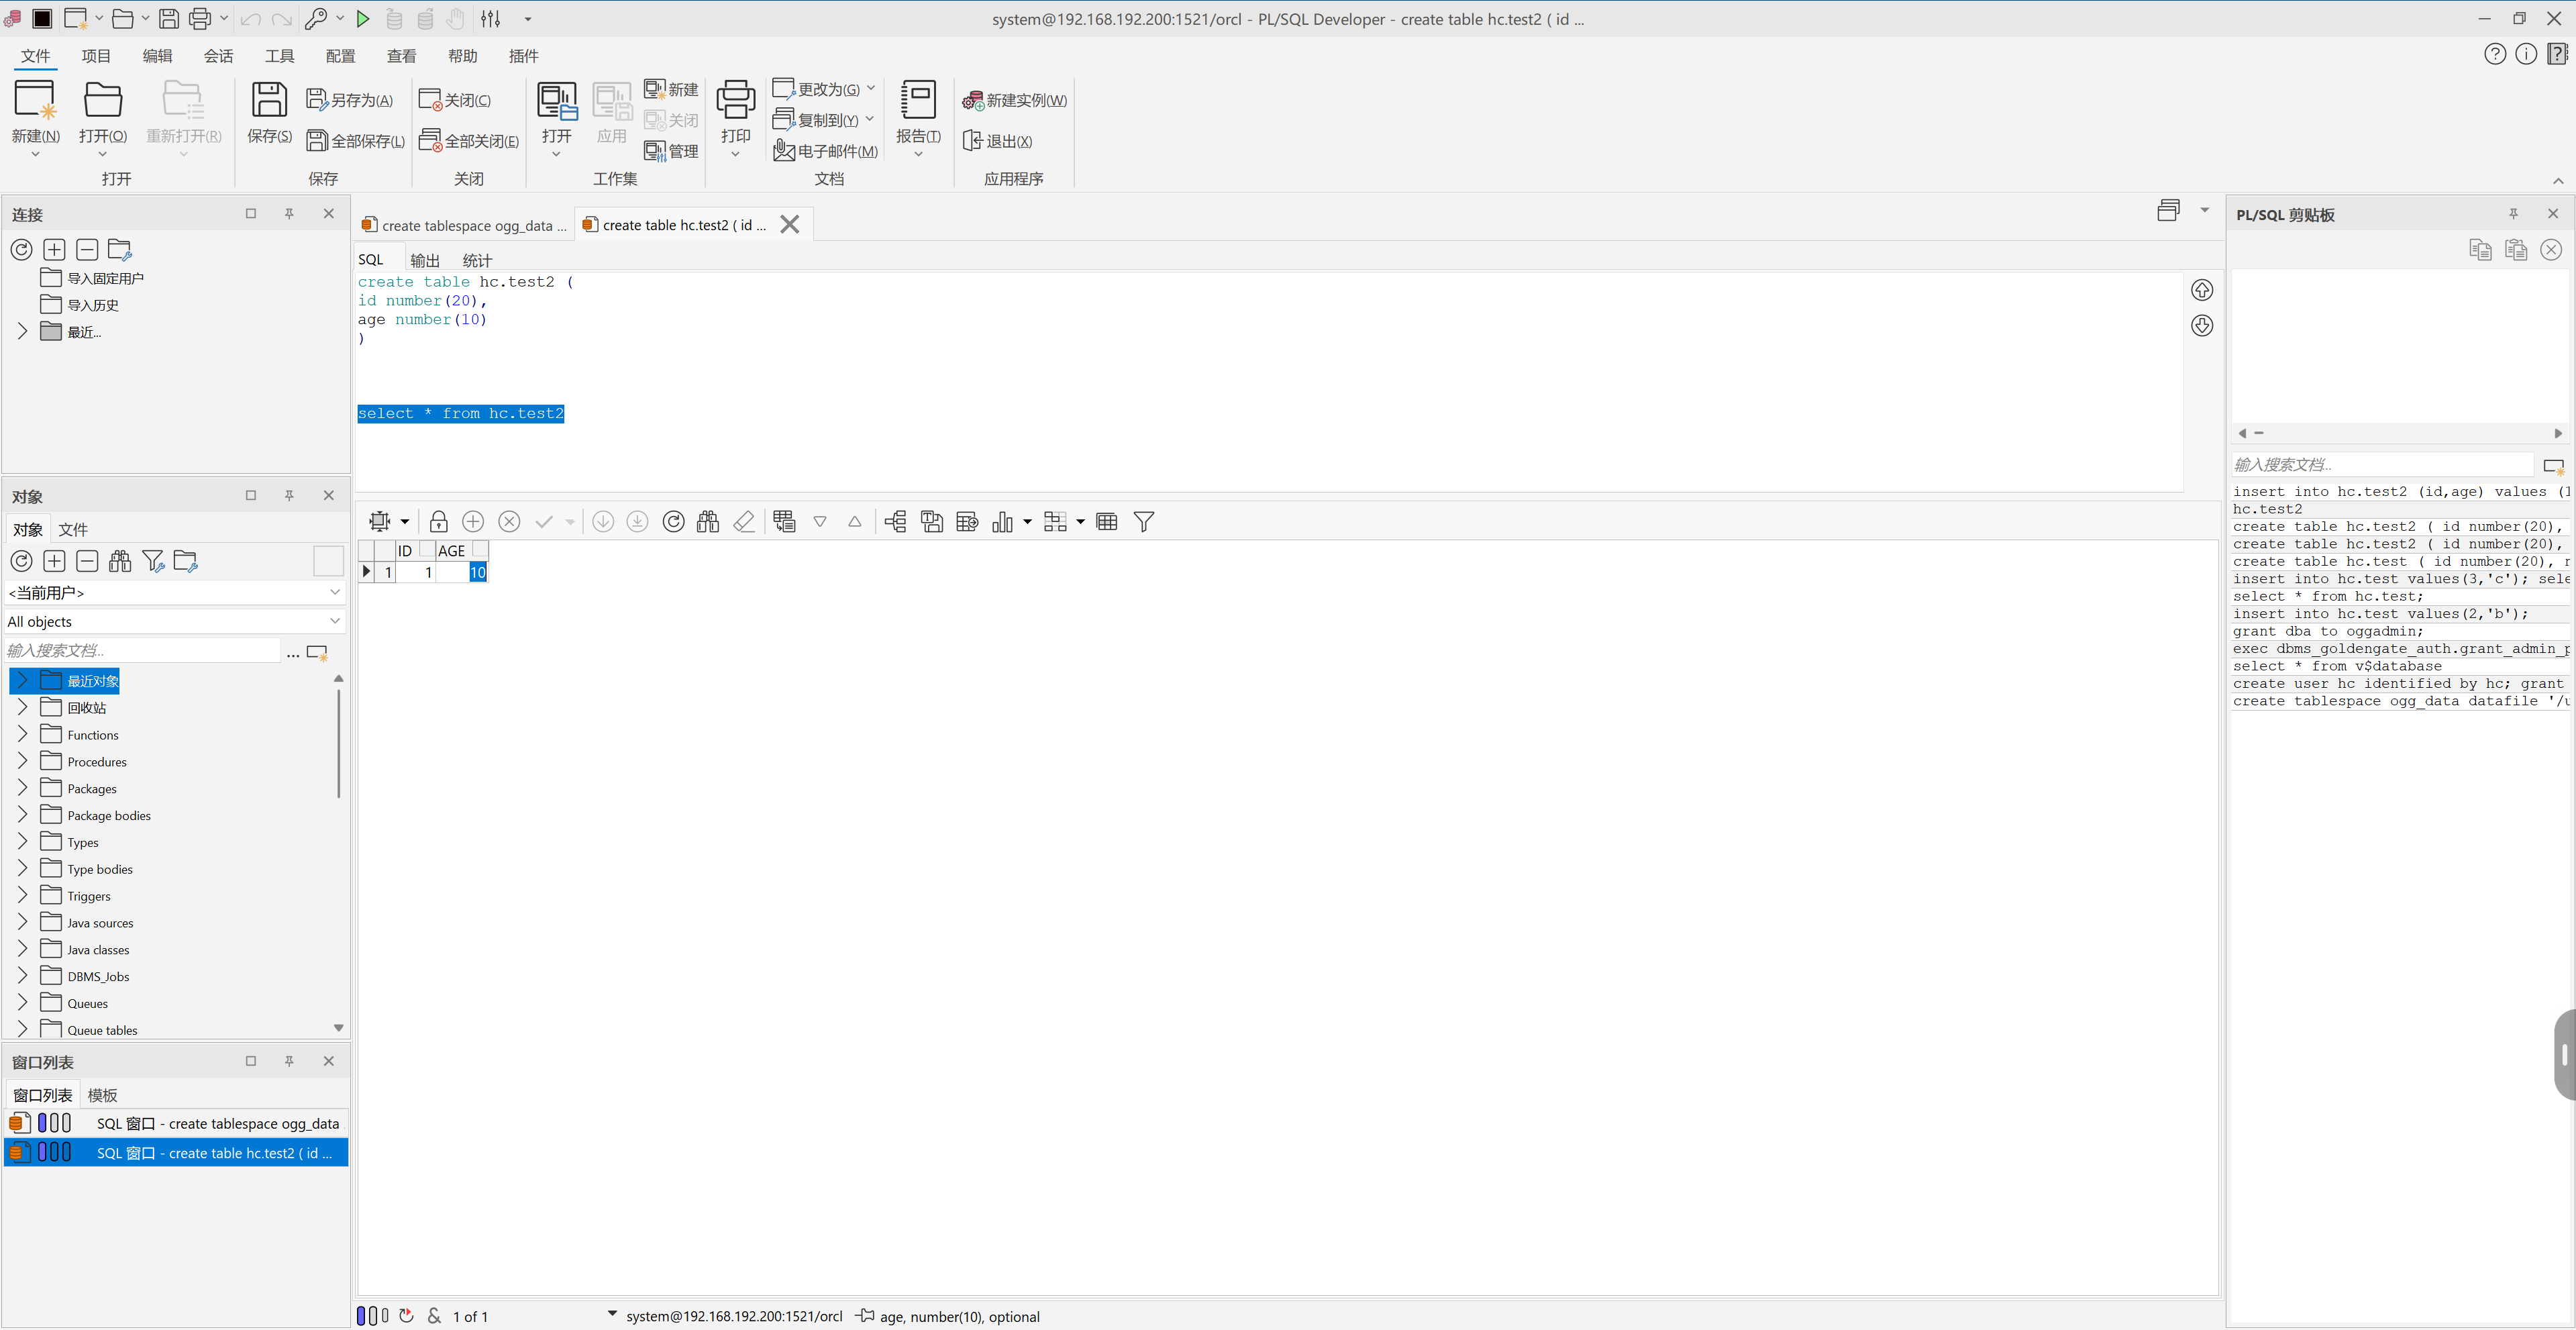 system@192.168.192.200:1521/orcl - PL/SQL Developer - create table hc.test2 ( id ...
文件 项目 编辑 会话 工具 配置 查看 帮助 插件
新建(N) 打开(O) 重新打开(R) 保存(S) 另存为(A) 全部保存(L) 关闭(C) 全部关闭(E) 打开 应用 新建 关闭 管理 打印 更改为(G) 复制到(Y) 电子邮件(M) 报告(T) 新建实例(W) 退出(X)
打开 保存 关闭 工作集 文档 应用程序
连接
导入固定用户
导入历史
最近...
对象
对象 文件
<当前用户>
All objects
输入搜索文档... ...
最近对象
回收站
Functions
Procedures
Packages
Package bodies
Types
Type bodies
Triggers
Java sources
Java classes
DBMS_Jobs
Queues
Queue tables
窗口列表
窗口列表 模板
SQL 窗口 - create tablespace ogg_data
SQL 窗口 - create table hc.test2 ( id ...
create tablespace ogg_data ... create table hc.test2 ( id ...
SQL 输出 统计
create table hc.test2 (
id number(20),
age number(10)
)
select * from hc.test2
ID AGE
1 1 10
& 1 of 1 system@192.168.192.200:1521/orcl age, number(10), optional
PL/SQL 剪贴板
输入搜索文档...
insert into hc.test2 (id,age) values (1
hc.test2
create table hc.test2 ( id number(20),
create table hc.test2 ( id number(20),
create table hc.test ( id number(20), n
insert into hc.test values(3,'c'); sele
select * from hc.test;
insert into hc.test values(2,'b');
grant dba to oggadmin;
exec dbms_goldengate_auth.grant_admin_p
select * from v$database
create user hc identified by hc; grant
create tablespace ogg_data datafile '/u